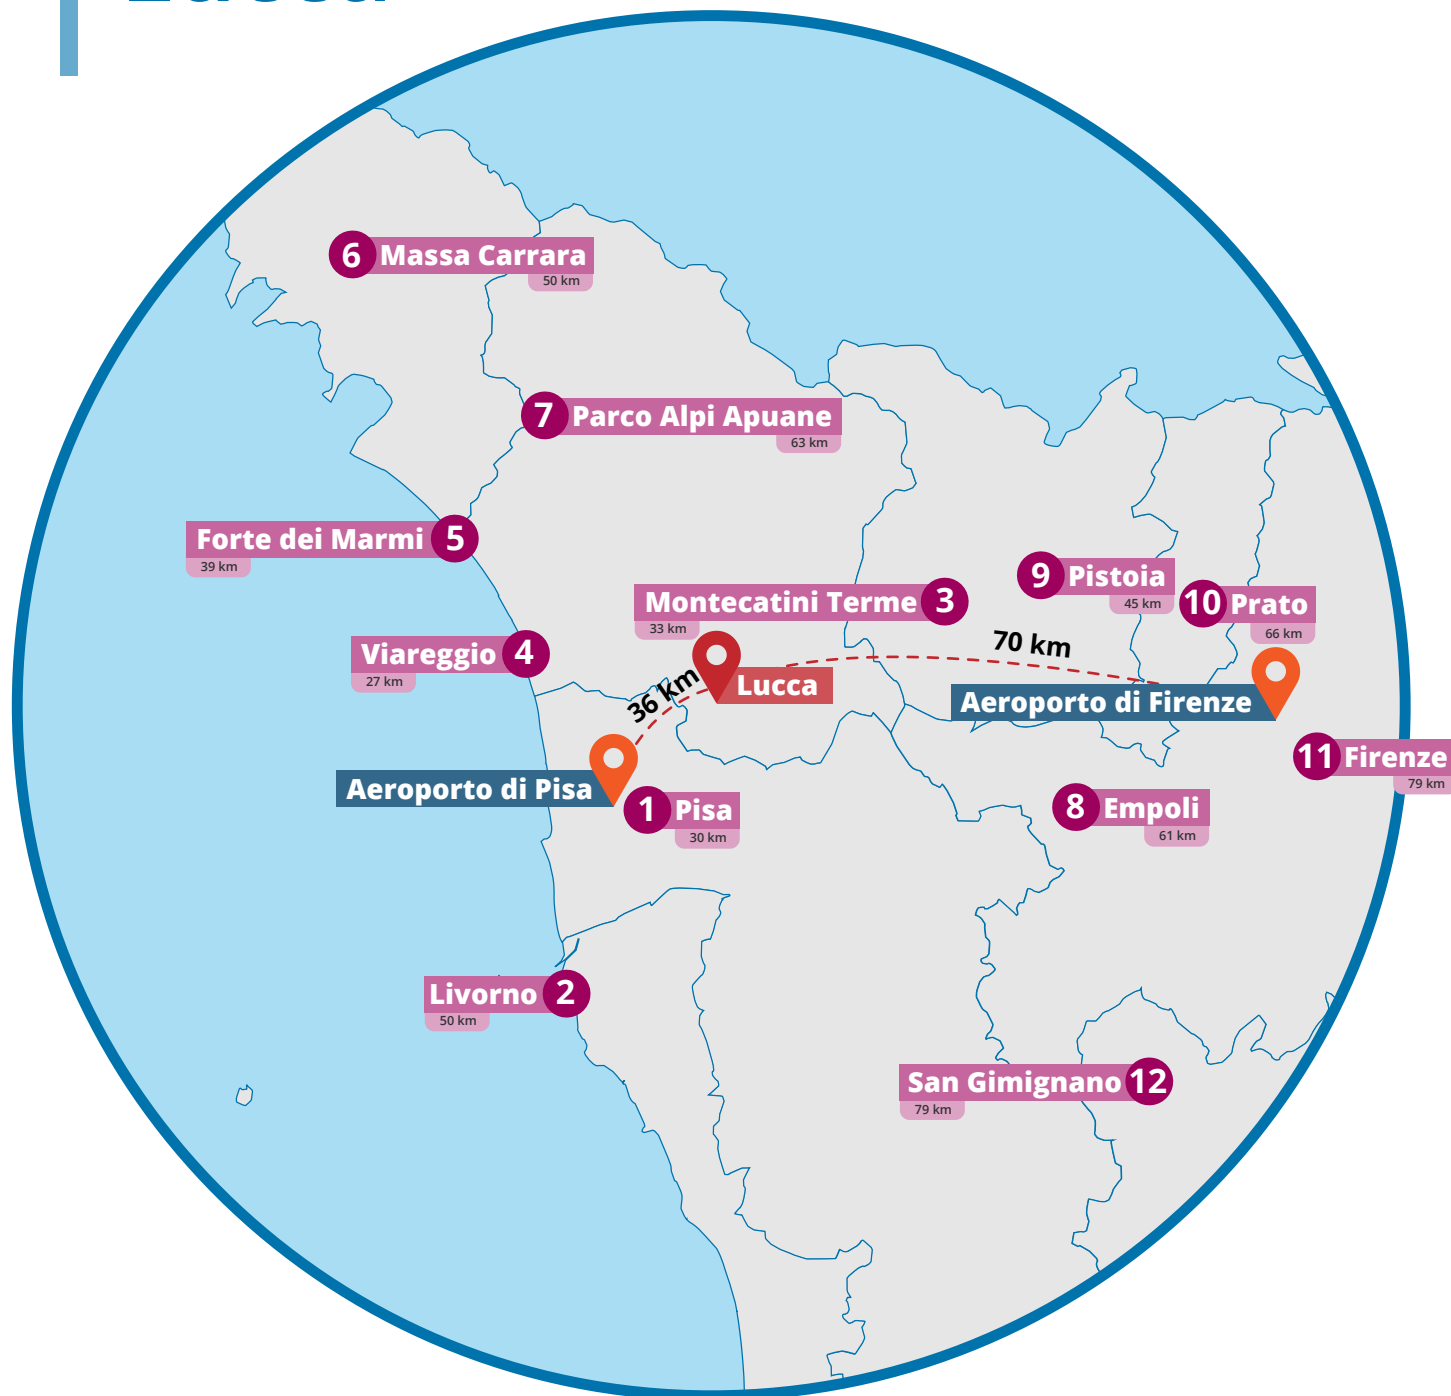 Lucca
6 Massa Carrara
50 km
7 Parco Alpi Apuane
63 km
Forte dei Marmi 5
39 km
9 Pistoia
45 km
10 Prato
66 km
Montecatini Terme 3
33 km
Viareggio 4
27 km
70 km
36 km
Lucca
Aeroporto di Firenze
11 Firenze
79 km
Aeroporto di Pisa
1 Pisa
30 km
8 Empoli
61 km
Livorno 2
50 km
San Gimignano 12
79 km